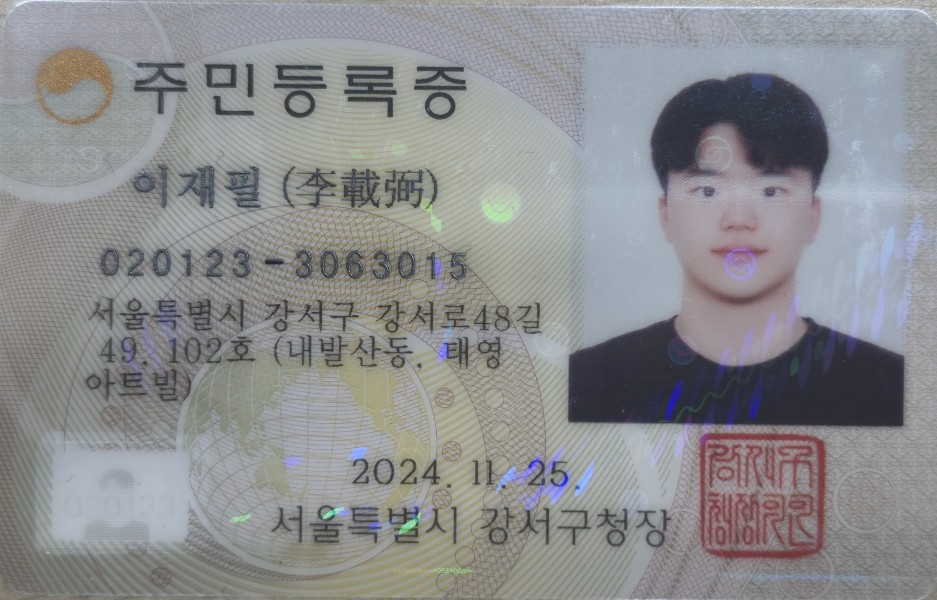 주민등록증
이재필 (李載弼)
020123-3063015
서울특별시 강서구 강서로48길
49, 102호 (내발산동, 태영
아트빌)
2024. 11. 25.
서울특별시 강서구청장